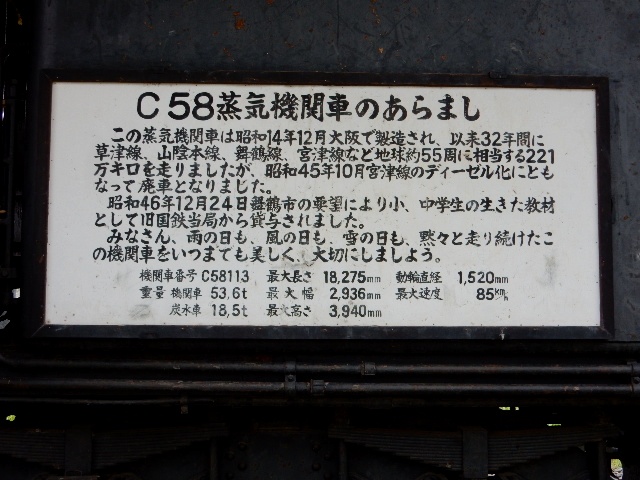 C58蒸気機関車のあらまし
この蒸気機関車は昭和14年12月大阪で製造され、以来32年間に
草津線、山陰本線、舞鶴線、宮津線など地球約55周に相当する221
万キロを走りましたが、昭和45年10月宮津線のディーゼル化にとも
なって廃車となりました。
昭和46年12月24日舞鶴市の要望により小、中学生の生きた教材
として旧国鉄当局から貸与されました。
みなさん、雨の日も、風の日も、雪の日も、黙々と走り続けたこ
の機関車をいつまでも美しく、大切にしましよう。
機関車番号 C58113 最大長さ 18,275mm 動輪直径 1,520mm
重量 機関車 53,6t 最大幅 2,936mm 最大速度 85km/h
炭水車 18,5t 最大高さ 3,940mm